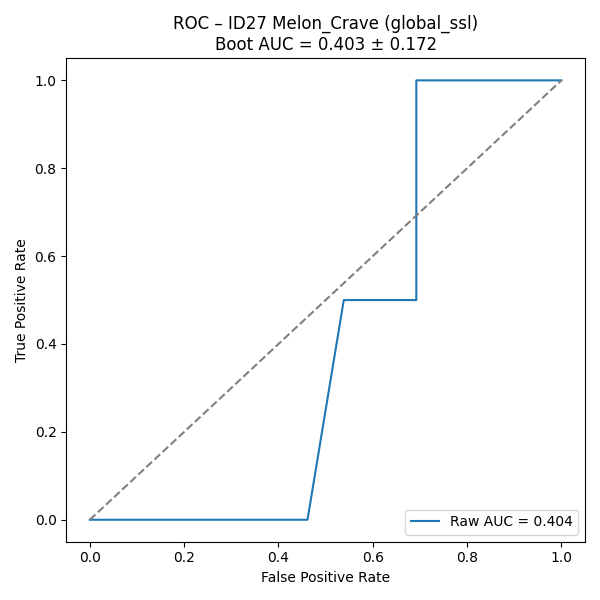 ROC – ID27 Melon_Crave (global_ssl)
Boot AUC = 0.403 ± 0.172
1.0
0.8
0.6
0.4
0.2
0.0
True Positive Rate
Raw AUC = 0.404
0.0 0.2 0.4 0.6 0.8 1.0
False Positive Rate